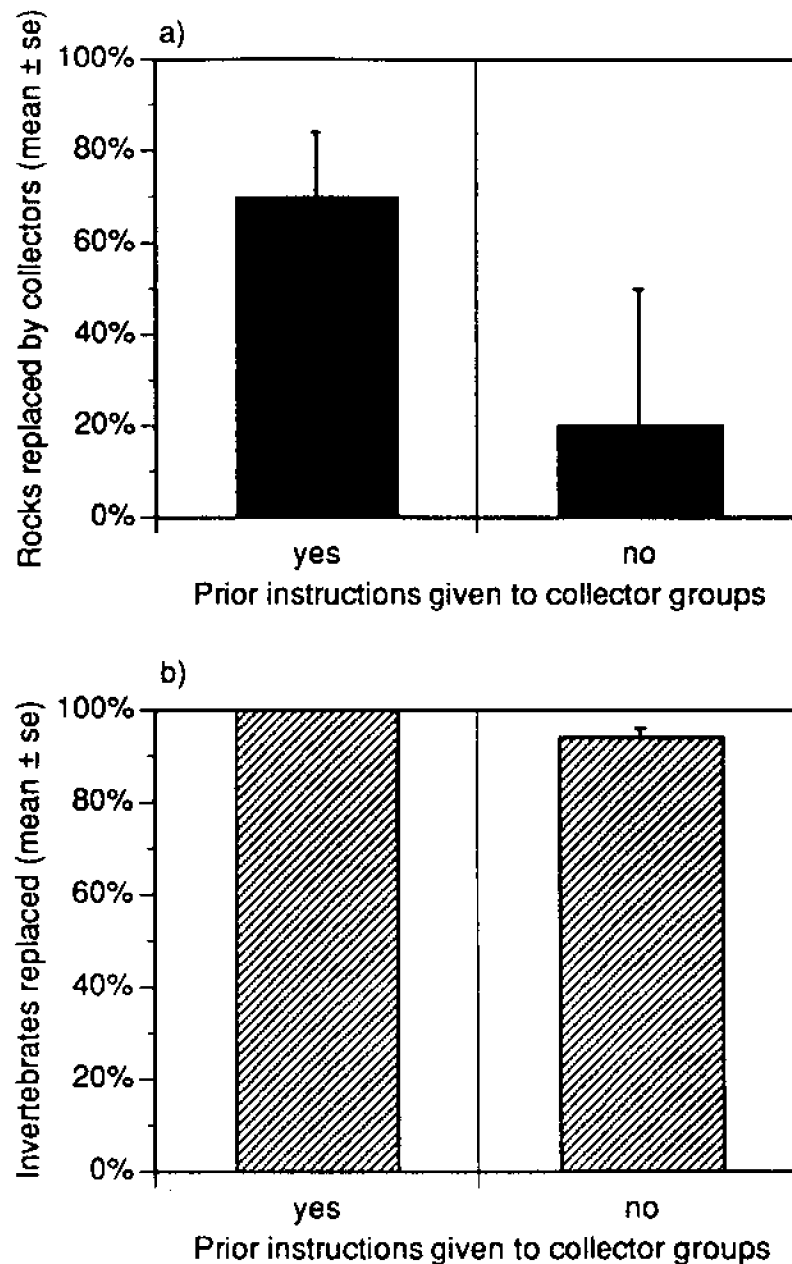 a)
Rocks replaced by collectors (mean ± se)
100%
80%
60%
40%
20%
0%
yes no
Prior instructions given to collector groups
b)
Invertebrates replaced (mean ± se)
100%
80%
60%
40%
20%
0%
yes no
Prior instructions given to collector groups